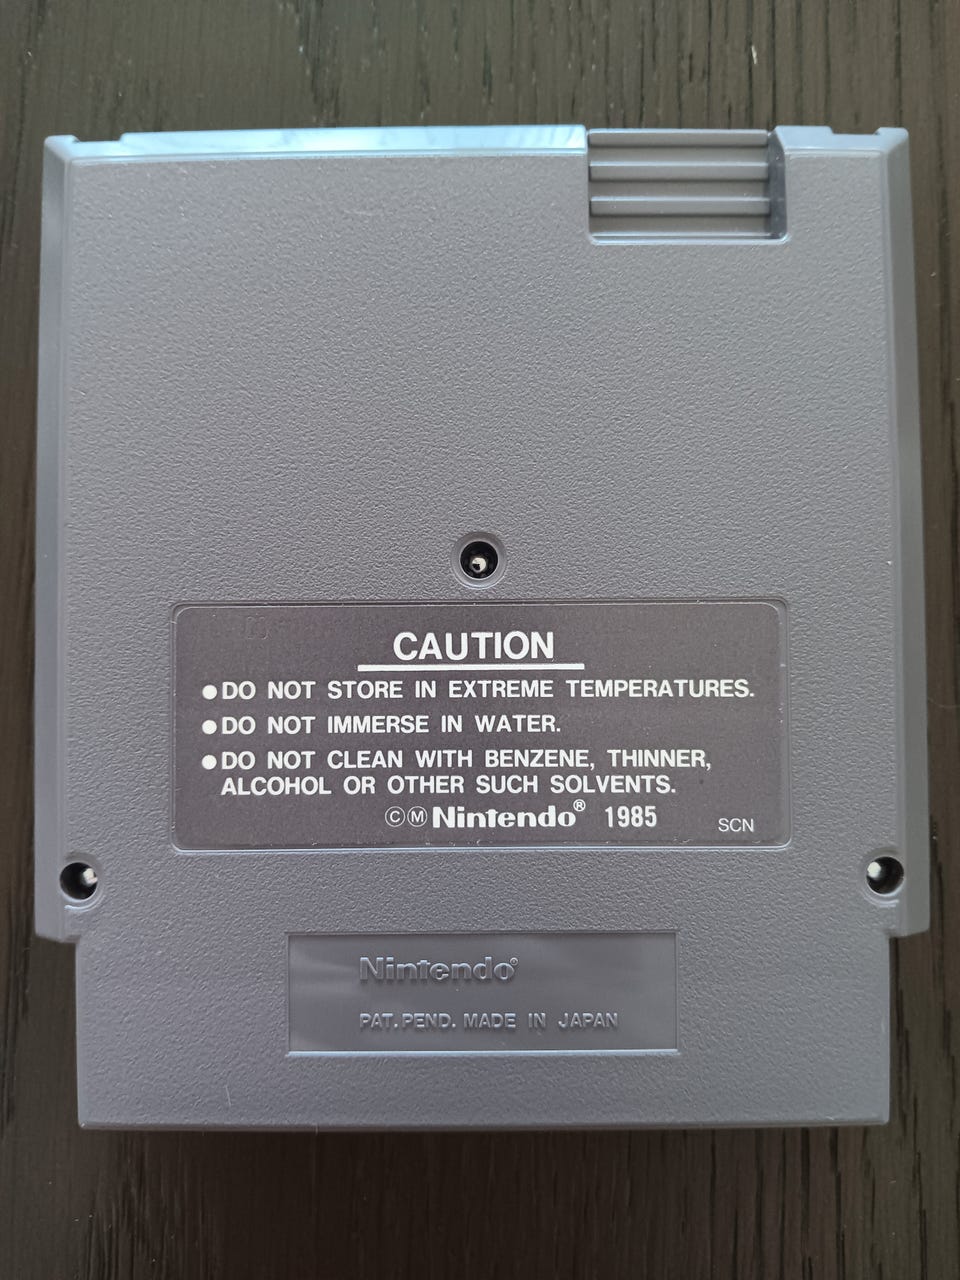 CAUTION
●DO NOT STORE IN EXTREME TEMPERATURES.
●DO NOT IMMERSE IN WATER.
●DO NOT CLEAN WITH BENZENE, THINNER,
ALCOHOL OR OTHER SUCH SOLVENTS.
ⒸⓂNintendo® 1985 SCN
Nintendo®
PAT. PEND. MADE IN JAPAN